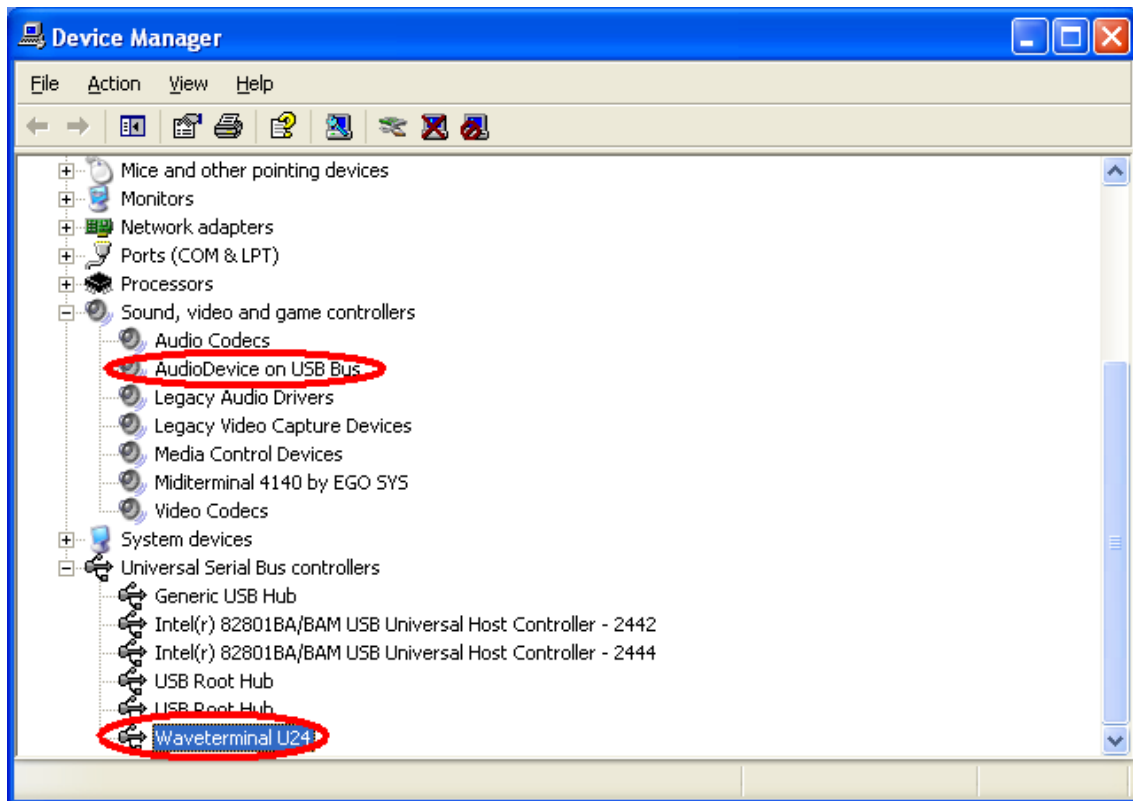 Device Manager
File Action View Help
Mice and other pointing devices
Monitors
Network adapters
Ports (COM & LPT)
Processors
Sound, video and game controllers
Audio Codecs
AudioDevice on USB Bus
Legacy Audio Drivers
Legacy Video Capture Devices
Media Control Devices
Miditerminal 4140 by EGO SYS
Video Codecs
System devices
Universal Serial Bus controllers
Generic USB Hub
Intel(r) 82801BA/BAM USB Universal Host Controller - 2442
Intel(r) 82801BA/BAM USB Universal Host Controller - 2444
USB Root Hub
USB Root Hub
Waveterminal U24